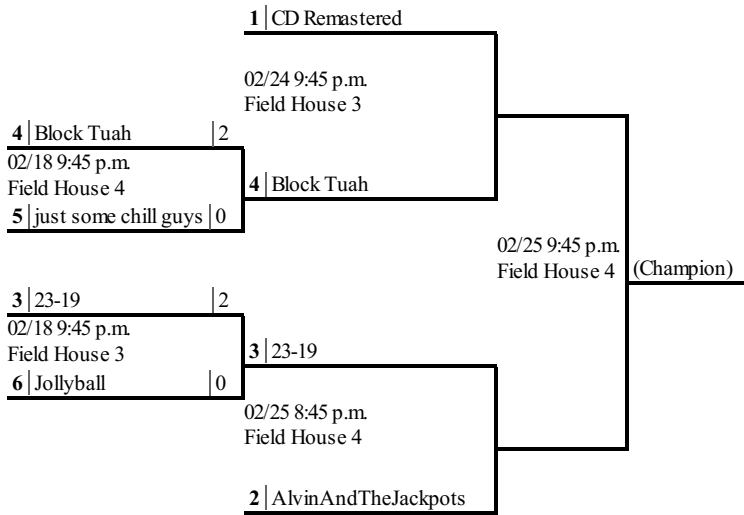 1 CD Remastered
02/24 9:45 p.m.
Field House 3
4 Block Tuah 2
02/18 9:45 p.m.
Field House 4
5 just some chill guys 0
4 Block Tuah
02/25 9:45 p.m.
Field House 4
(Champion)
3 23-19 2
02/18 9:45 p.m.
Field House 3
6 Jollyball 0
3 23-19
02/25 8:45 p.m.
Field House 4
2 AlvinAndTheJackpots